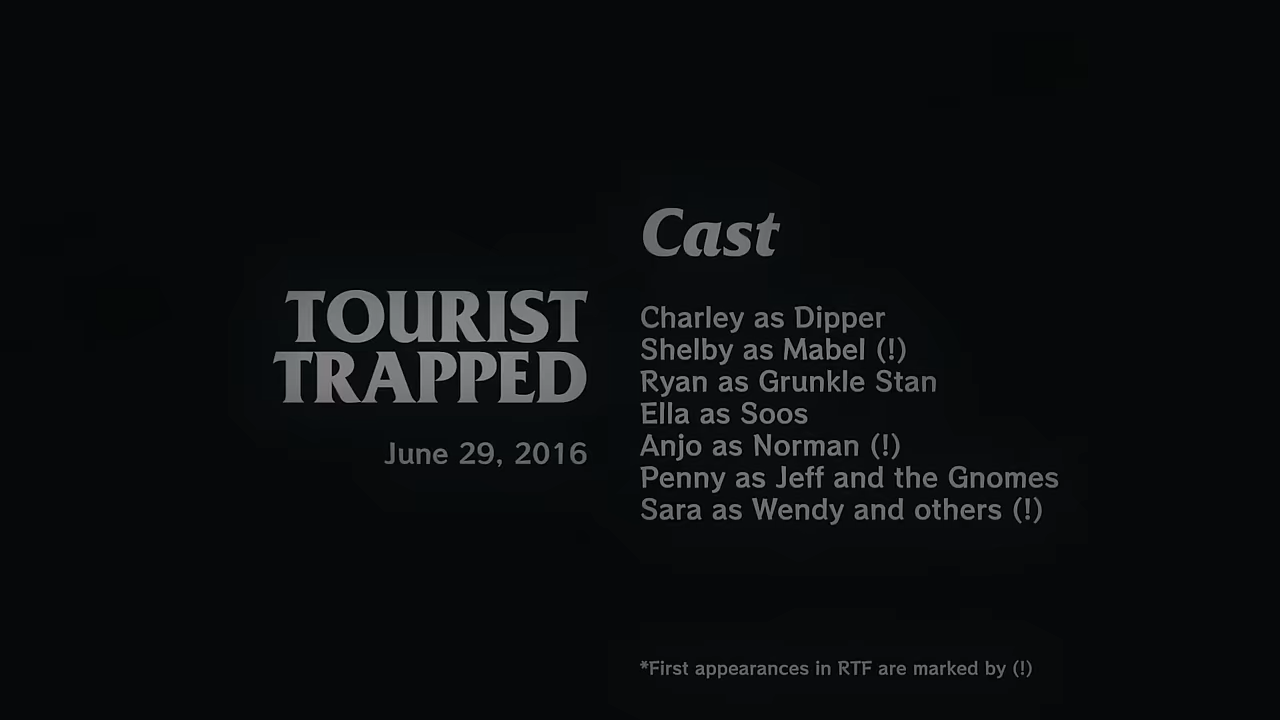 TOURIST
TRAPPED
June 29, 2016
Cast
Charley as Dipper
Shelby as Mabel (!)
Ryan as Grunkle Stan
Ella as Soos
Anjo as Norman (!)
Penny as Jeff and the Gnomes
Sara as Wendy and others (!)
*First appearances in RTF are marked by (!)